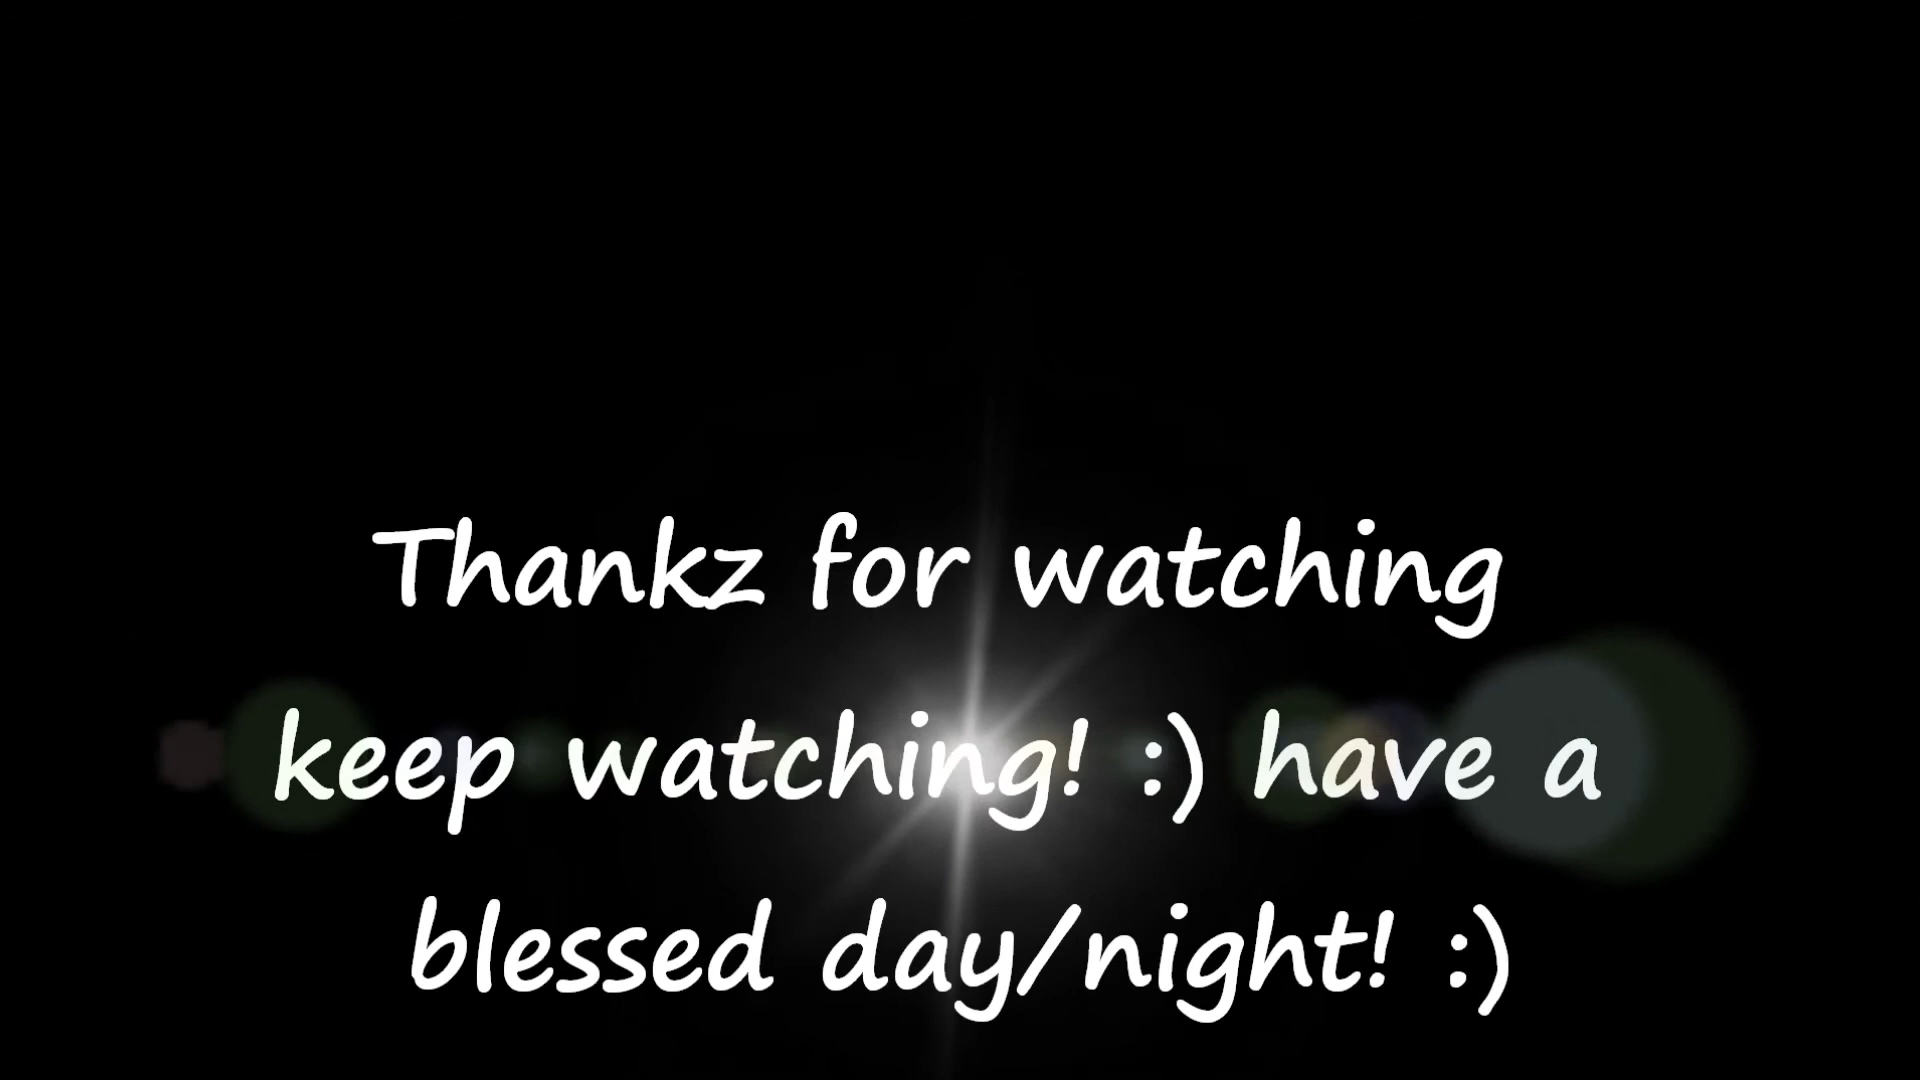 Thankz for watching
keep watching! :) have a
blessed day/night! :)